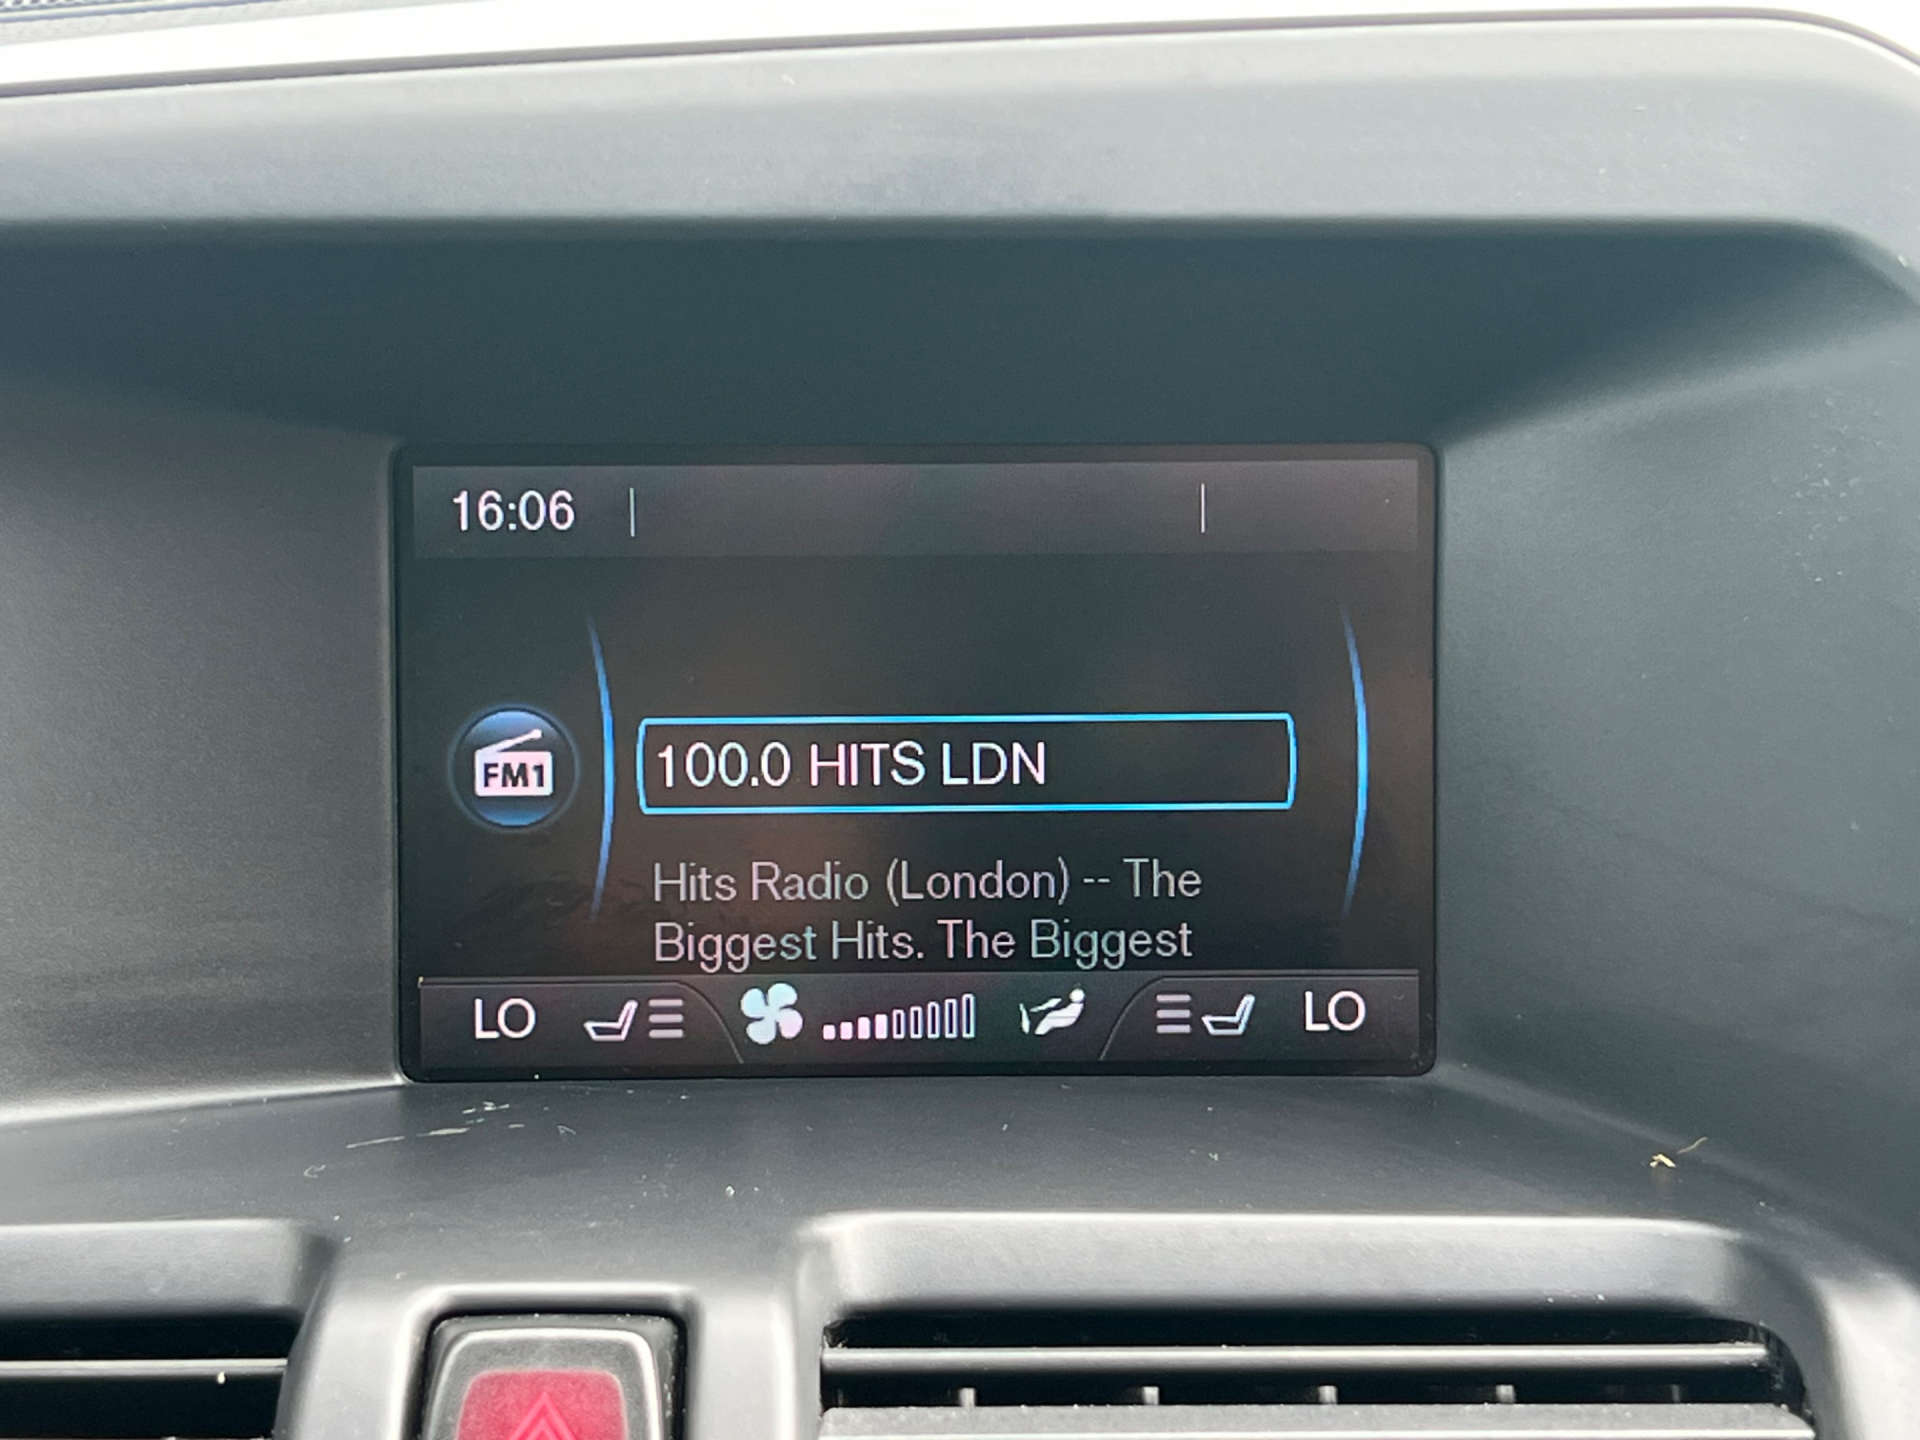 16:06
FM1
100.0 HITS LDN
Hits Radio (London) -- The
Biggest Hits. The Biggest
LO LO